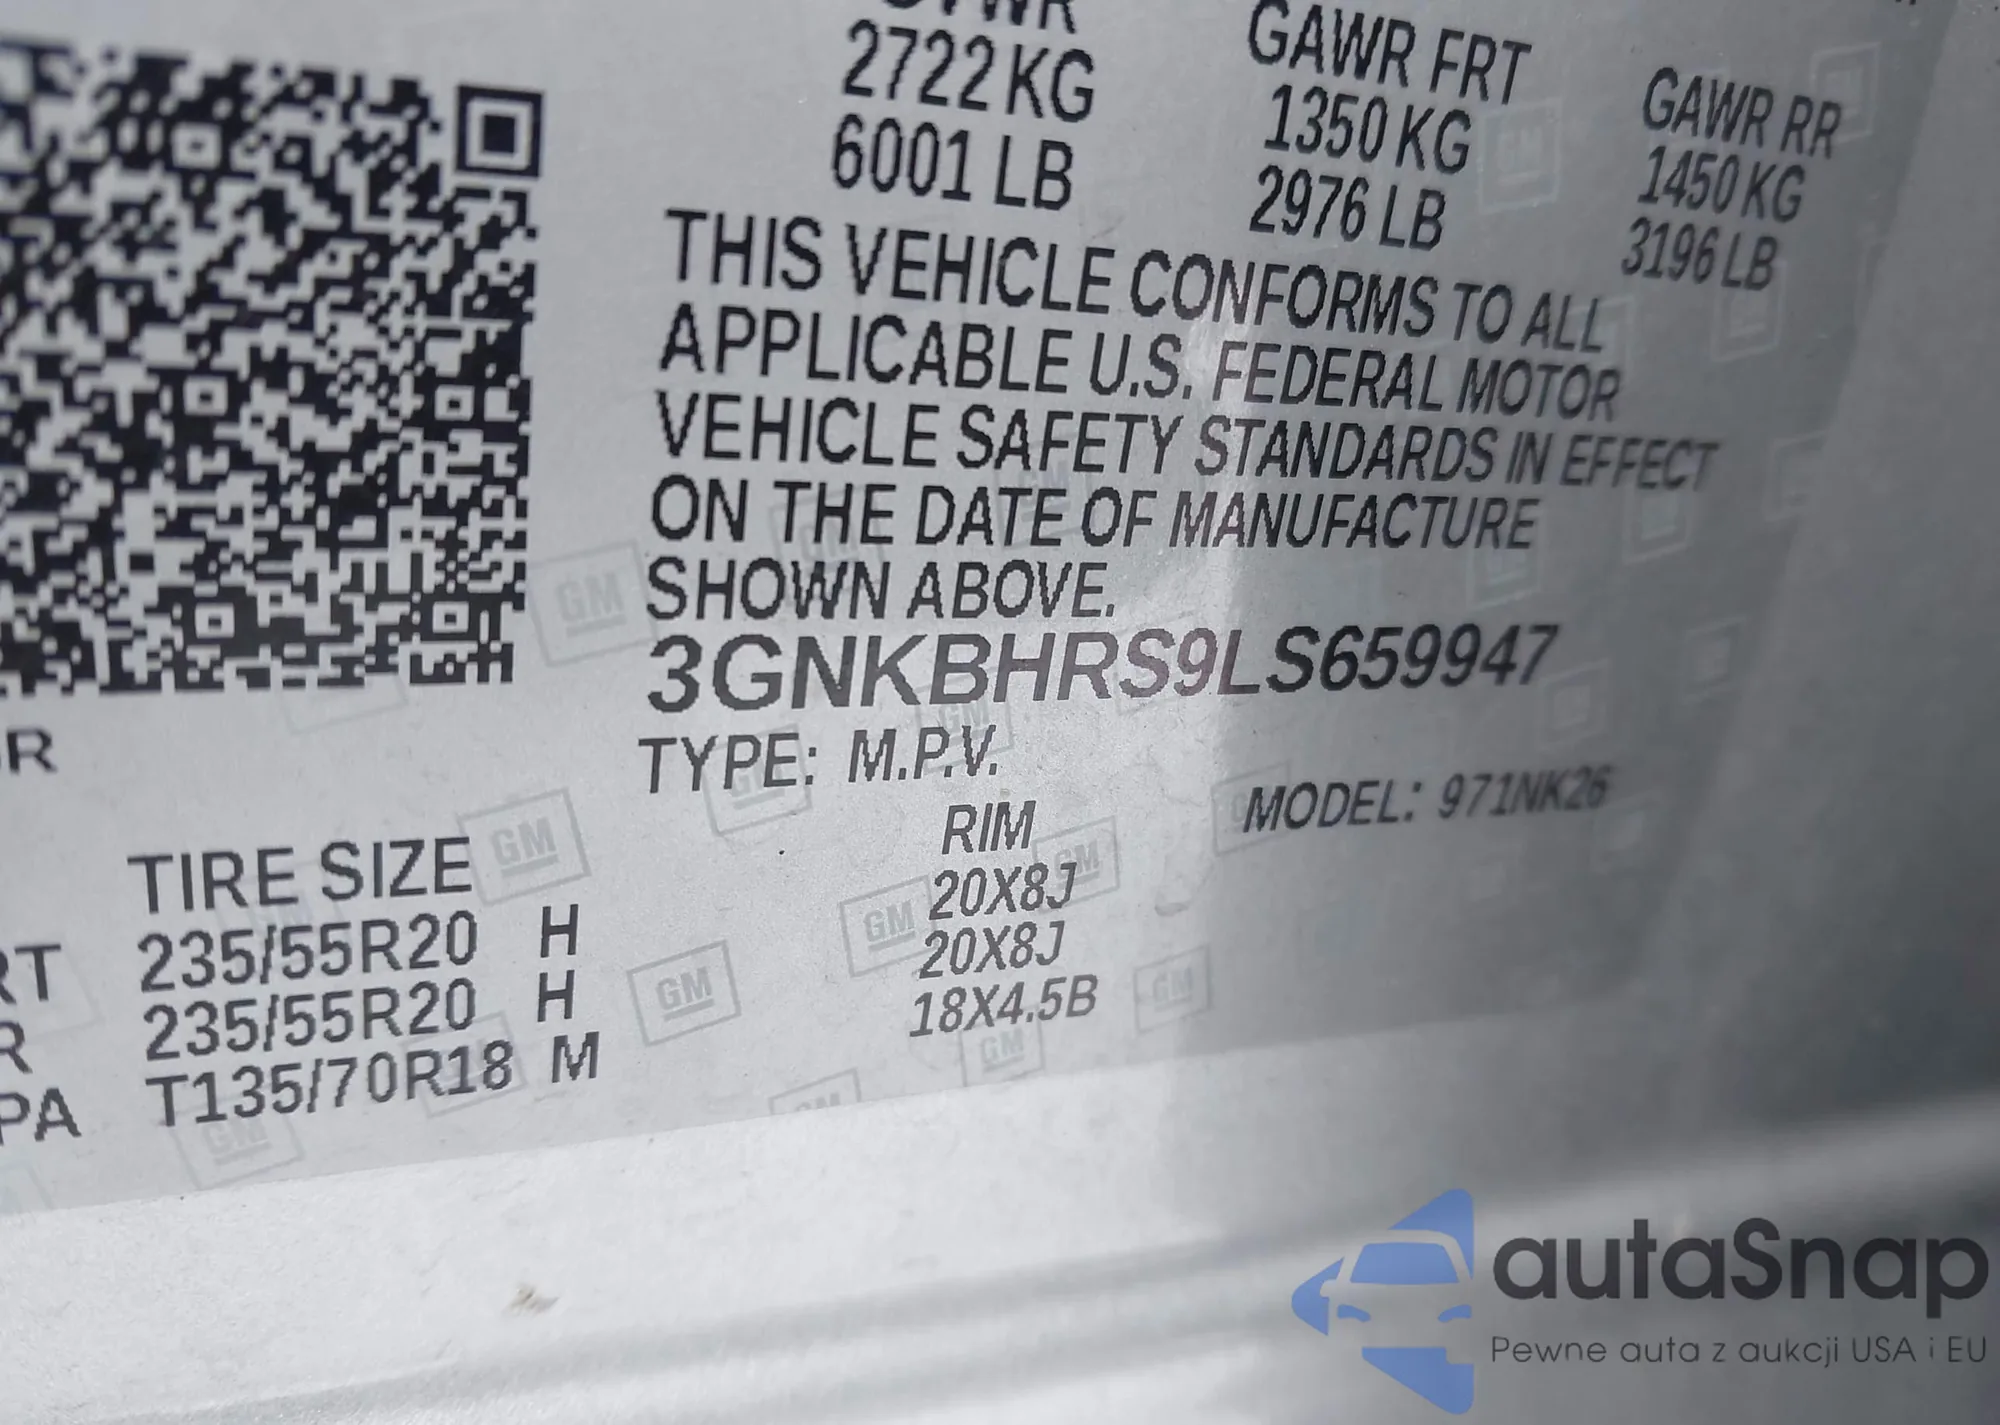 GAWR FRT
GAWR RR
2722 KG
1350 KG
1450 KG
6001 LB
2976 LB
3196 LB
THIS VEHICLE CONFORMS TO ALL
APPLICABLE U.S. FEDERAL MOTOR
VEHICLE SAFETY STANDARDS IN EFFECT
ON THE DATE OF MANUFACTURE
SHOWN ABOVE.
3GNKBHRS9LS659947
TYPE: M.P.V.
MODEL: 971NK26
TIRE SIZE
RIM
235/55R20 H
20X8J
235/55R20 H
20X8J
T135/70R18 M
18X4.5B
GM
autaSnap
Pewne auta z aukcji USA i EU